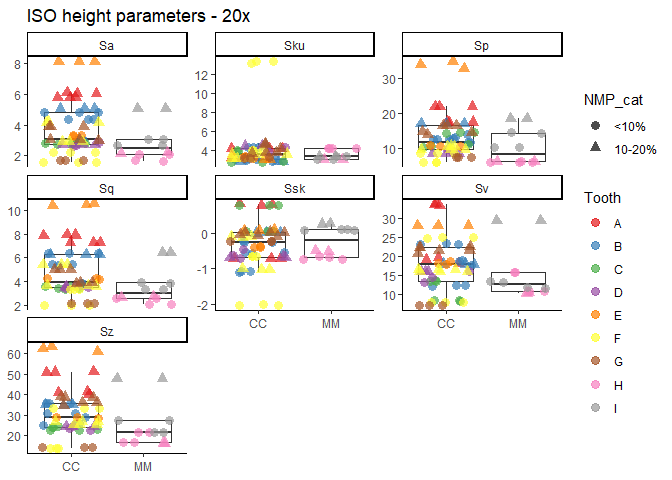 ISO height parameters - 20x
Sa
Sku
Sp
8
6
4
2
12
10
8
6
4
30
20
10
Sq
Ssk
Sv
10
8
6
4
2
0
-1
-2
30
25
20
15
10
CC
MM
CC
MM
Sz
60
50
40
30
20
CC
MM
NMP_cat
<10%
10-20%
Tooth
A
B
C
D
E
F
G
H
I